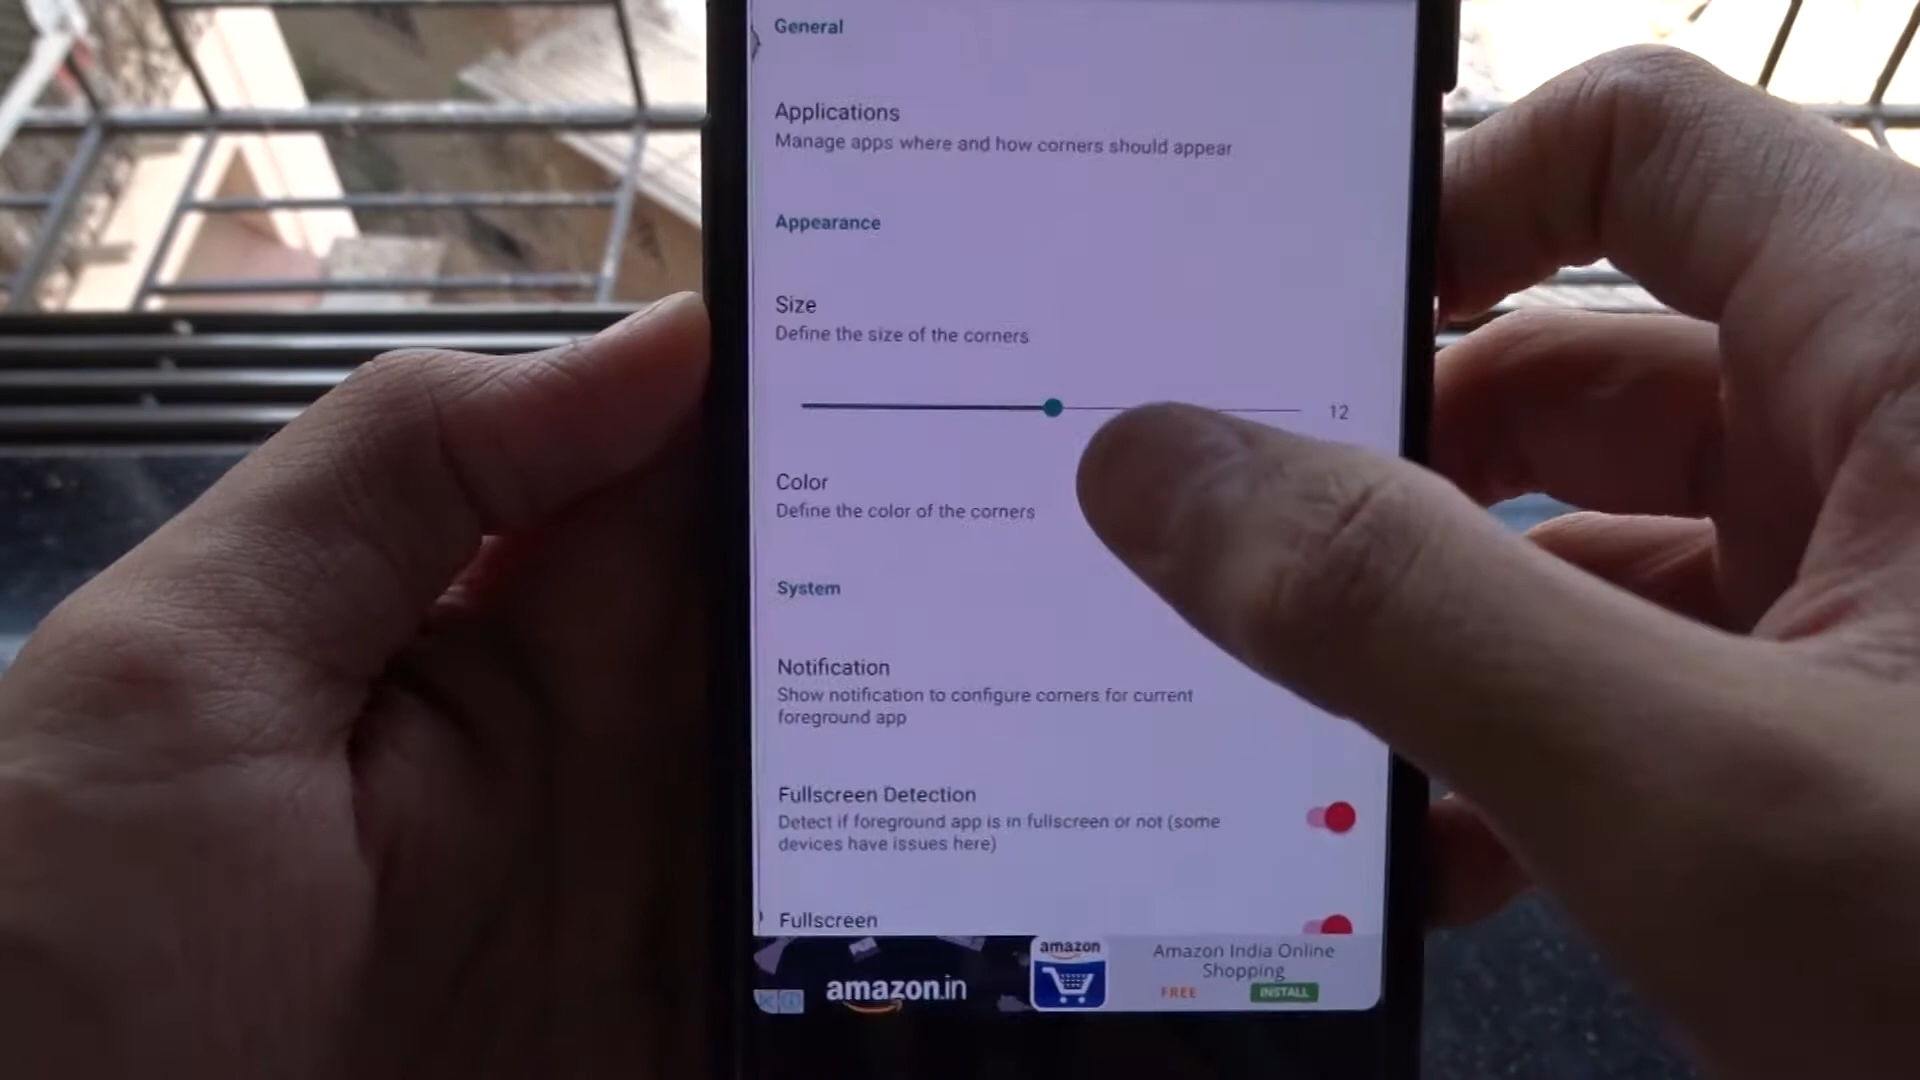 General
Applications
Manage apps where and how corners should appear
Appearance
Size
Define the size of the corners
12
Color
Define the color of the corners
System
Notification
Show notification to configure corners for current
foreground app
Fullscreen Detection
Detect if foreground app is in fullscreen or not (some
devices have issues here)
Fullscreen
amazon.in
amazon
Amazon India Online
Shopping
FREE
INSTALL